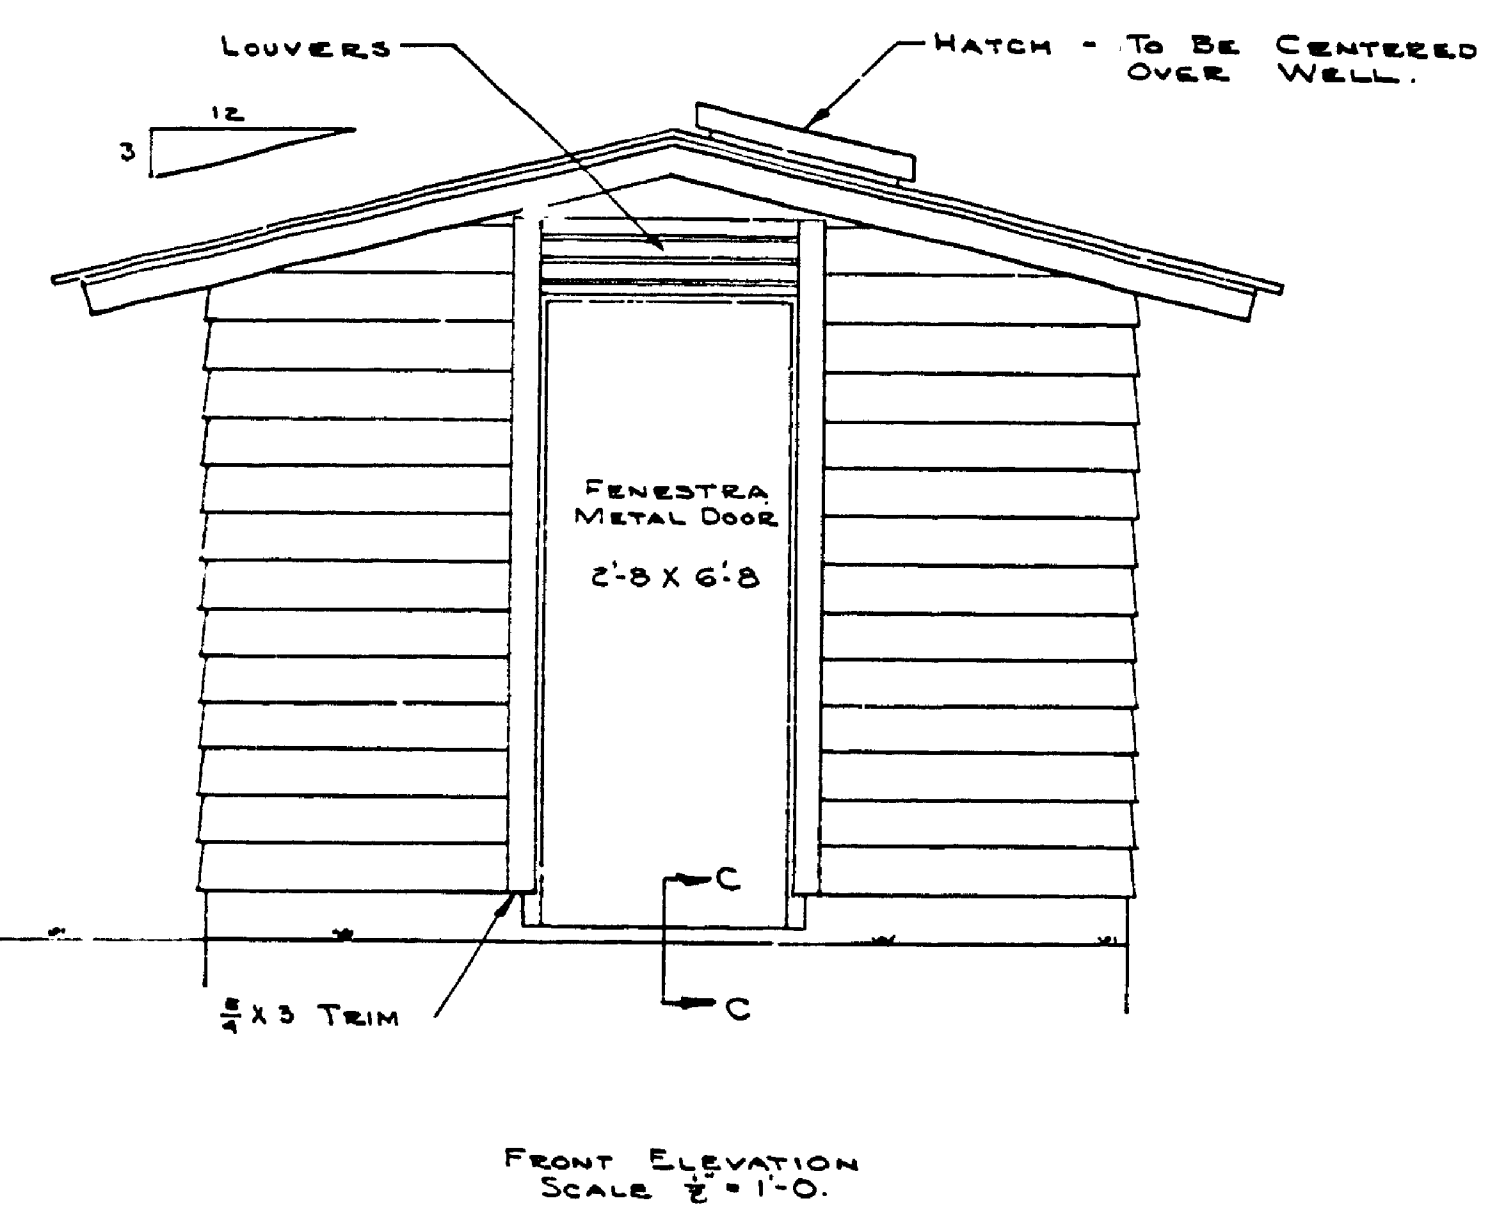 LOUVERS
HATCH - TO BE CENTERED
OVER WELL.
12
3
FENESTRA
METAL DOOR
2'-8 X 6'-8
C
C
5/4 X 3 TRIM
FRONT ELEVATION
SCALE 1/2" = 1'-0.